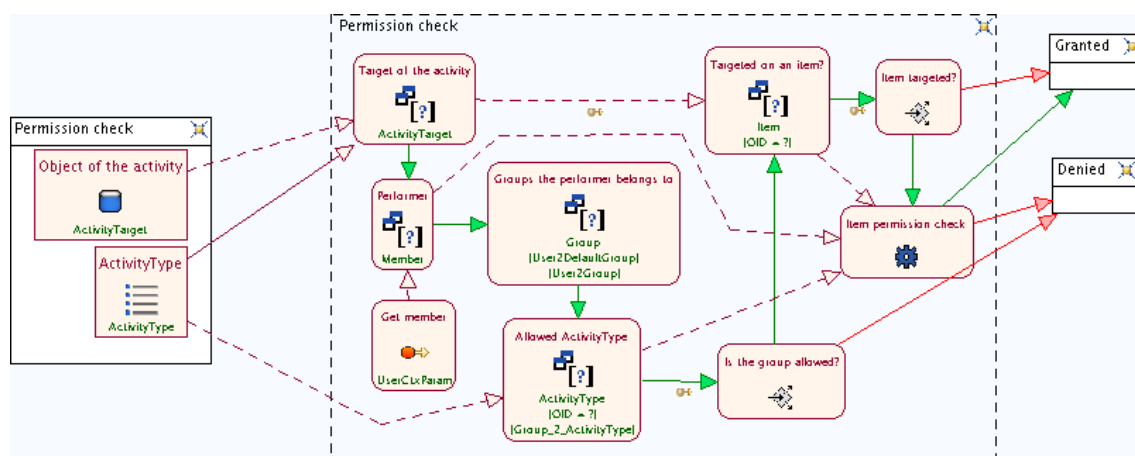 Permission check
Object of the activity
ActivityTarget
ActivityType
ActivityType
Permission check
Target of the activity
[?]
ActivityTarget
Performer
[?]
Member
Get member
UserCtxParam
Groups the performer belongs to
[?]
Group
[User2DefaultGroup]
[User2Group]
Allowed ActivityType
[?]
ActivityType
[OID = ?]
[Group_2_ActivityType]
Targeted on an item?
[?]
Item
[OID = ?]
Item targeted?
Item permission check
Is the group allowed?
Granted
Denied